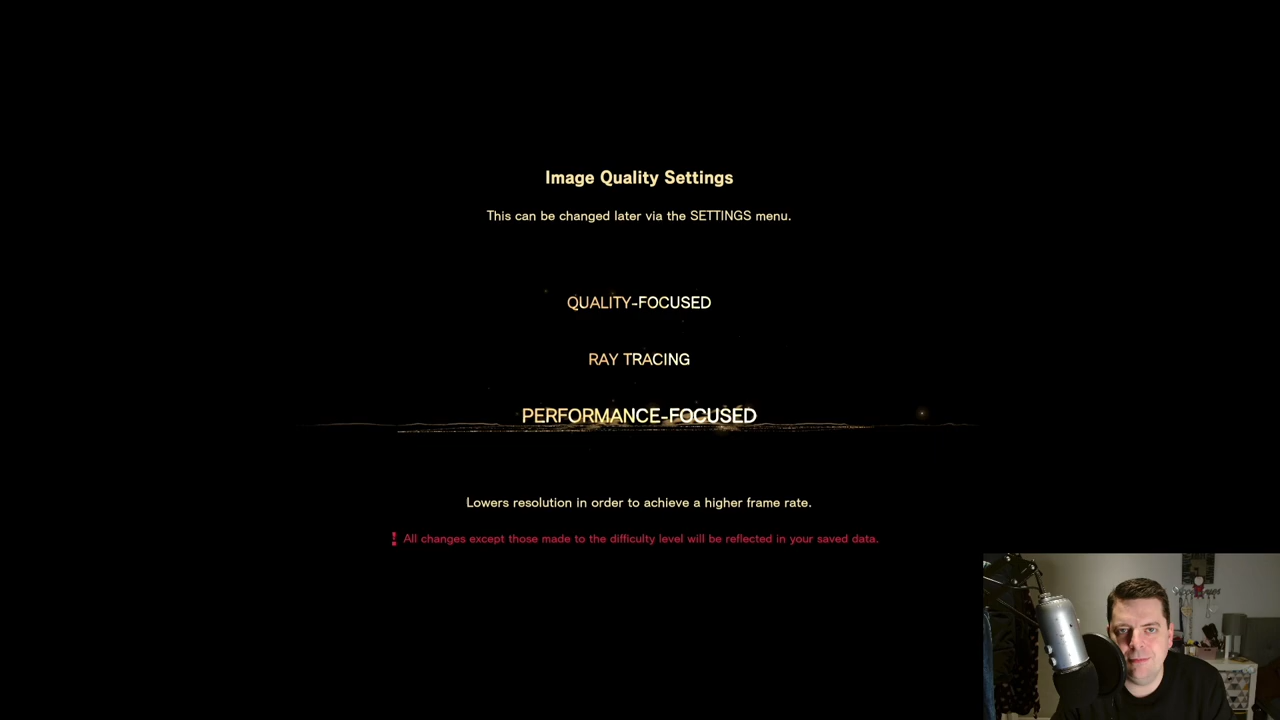 Image Quality Settings
This can be changed later via the SETTINGS menu.
QUALITY-FOCUSED
RAY TRACING
PERFORMANCE-FOCUSED
Lowers resolution in order to achieve a higher frame rate.
! All changes except those made to the difficulty level will be reflected in your saved data.